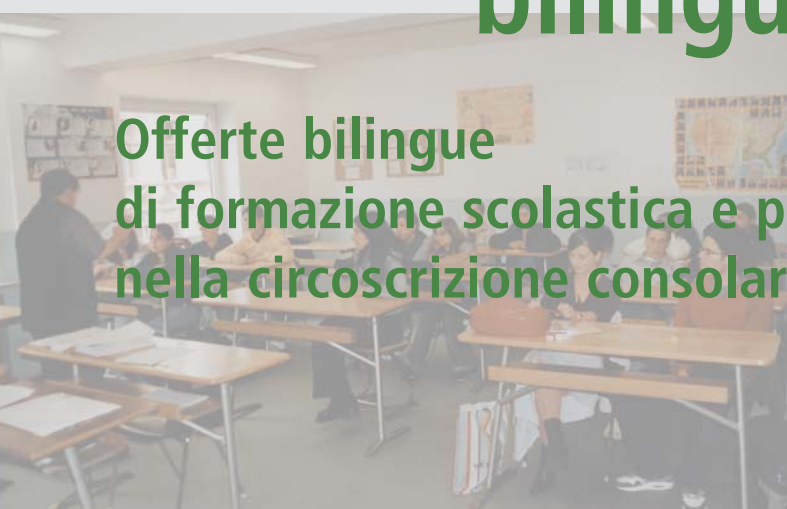 bilingu
Offerte bilingue
di formazione scolastica e p
nella circoscrizione consolar